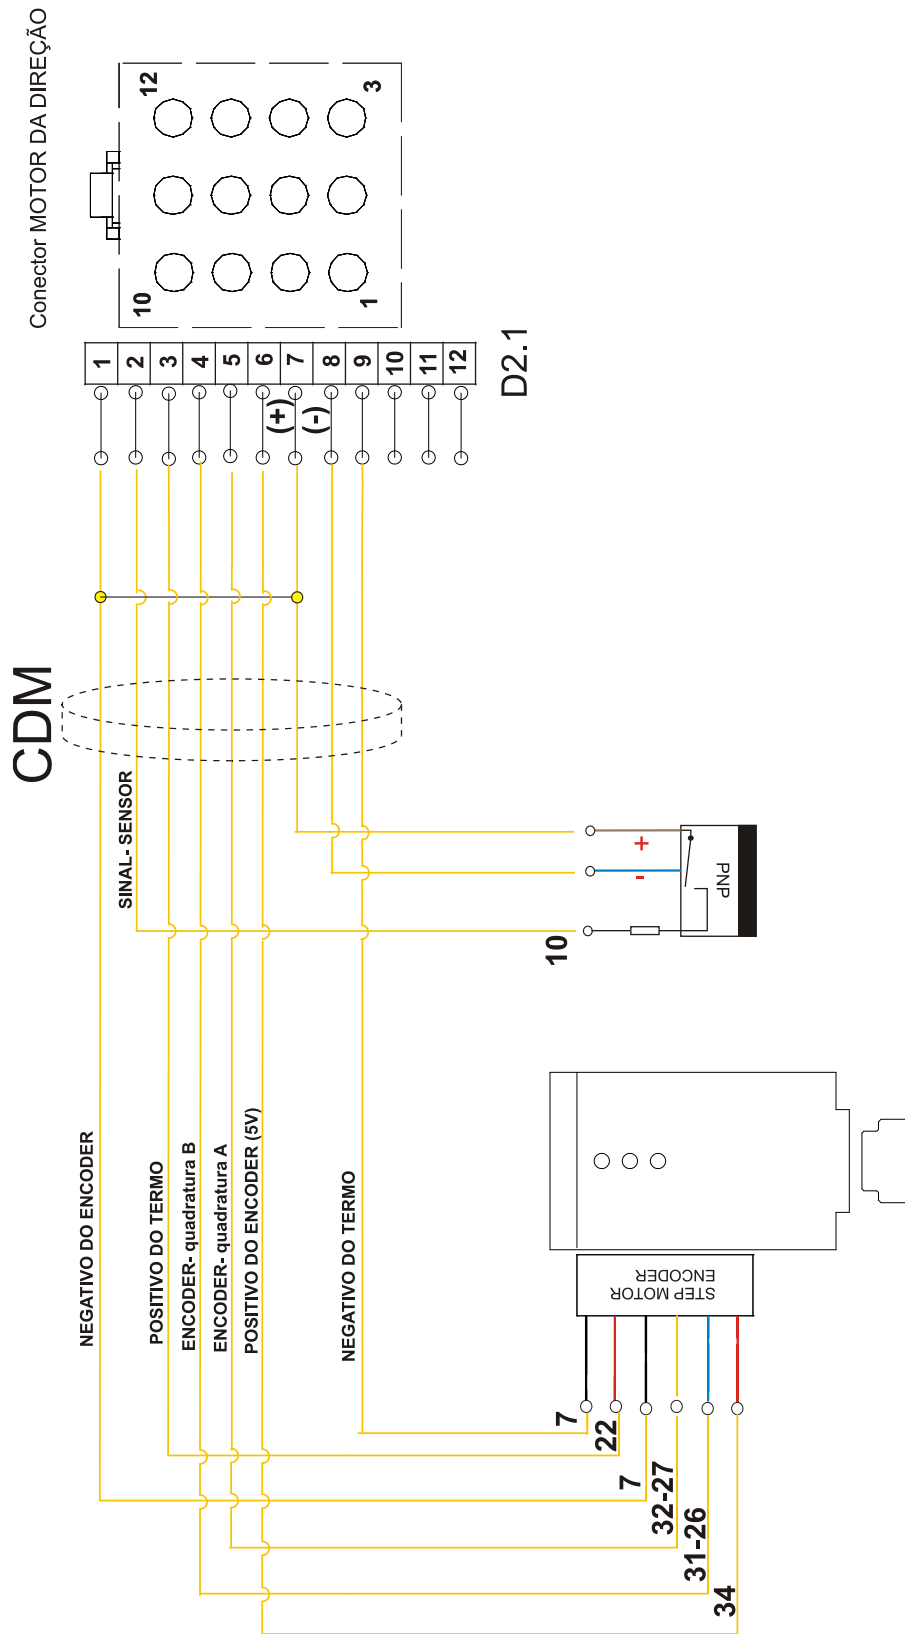 Conector MOTOR DA DIREÇÃO
12
3
10
1
1
2
3
4
5
6
7
8
9
10
11
12
D2.1
(+)
(-)
CDM
SINAL- SENSOR
+
-
PNP
10
NEGATIVO DO ENCODER
POSITIVO DO TERMO
ENCODER- quadratura B
ENCODER- quadratura A
POSITIVO DO ENCODER (5V)
NEGATIVO DO TERMO
STEP MOTOR
ENCODER
7
22
7
32-27
31-26
34